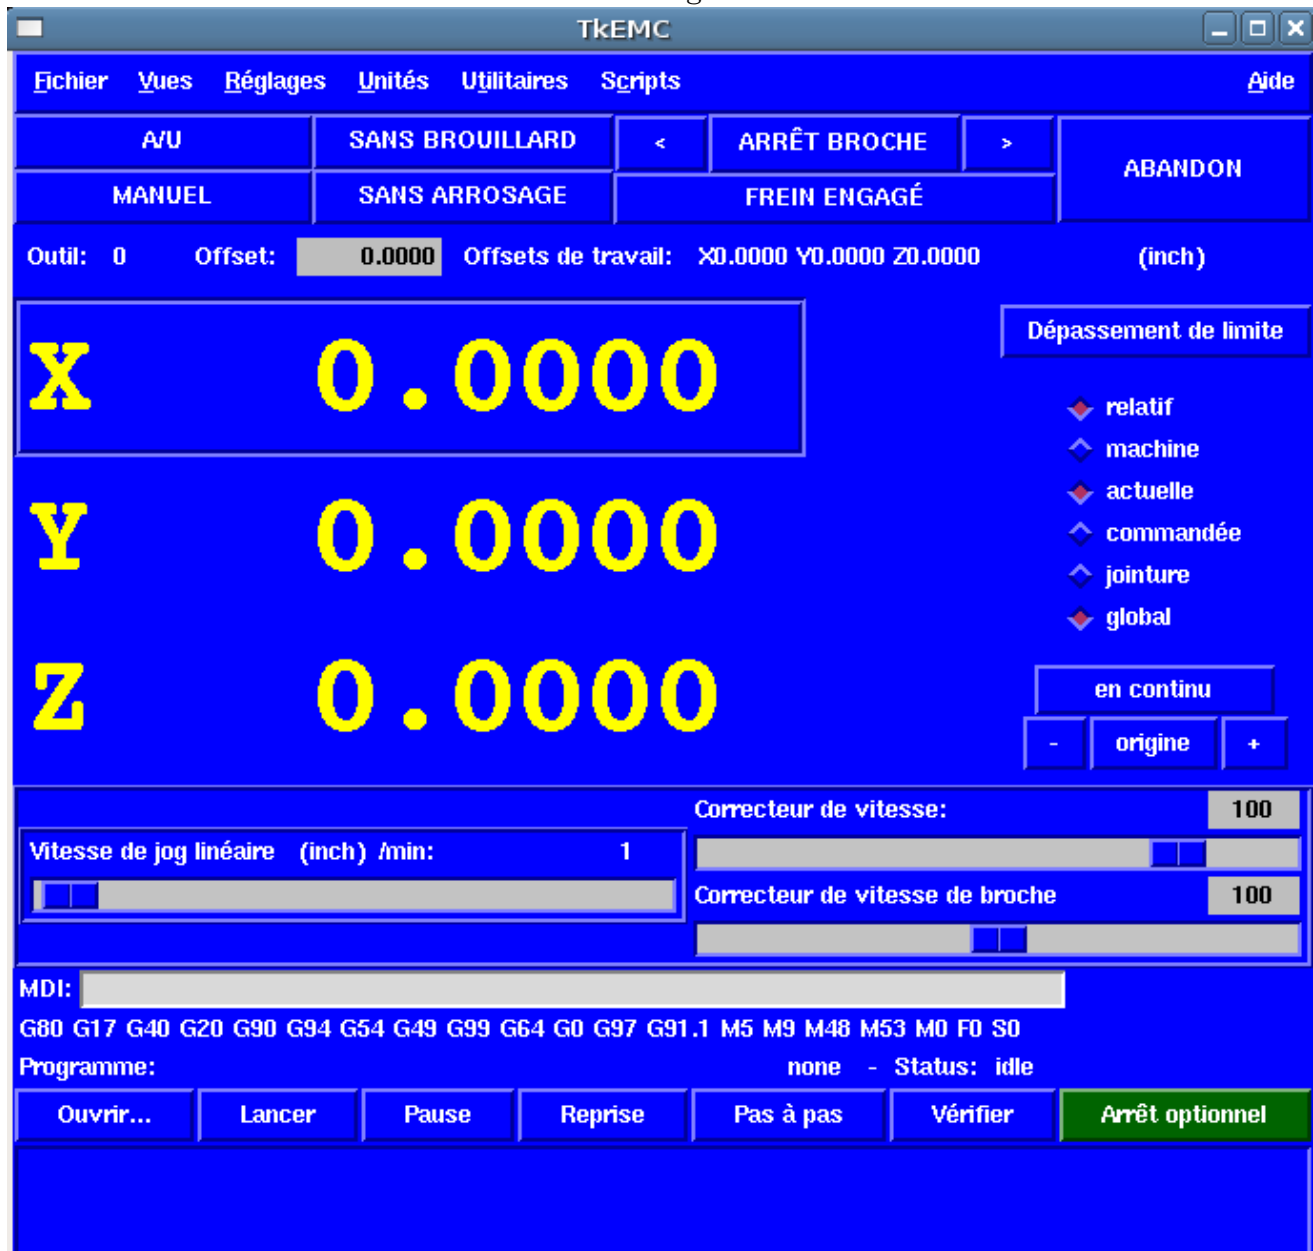 TkEMC
Fichier Vues Réglages Unités Utilitaires Scripts Aide
A/U SANS BROUILLARD < ARRÊT BROCHE > ABANDON
MANUEL SANS ARROSAGE FREIN ENGAGÉ
Outil: 0 Offset: 0.0000 Offsets de travail: X0.0000 Y0.0000 Z0.0000 (inch)
Dépassement de limite
X 0.0000
relatif
machine
actuelle
Y 0.0000
commandée
jointure
global
Z 0.0000
en continu
- origine +
Correcteur de vitesse: 100
Vitesse de jog linéaire (inch) /min: 1
Correcteur de vitesse de broche 100
MDI:
G80 G17 G40 G20 G90 G94 G54 G49 G99 G64 G0 G97 G91.1 M5 M9 M48 M53 M0 F0 S0
Programme: none - Status: idle
Ouvrir... Lancer Pause Reprise Pas à pas Vérifier Arrêt optionnel